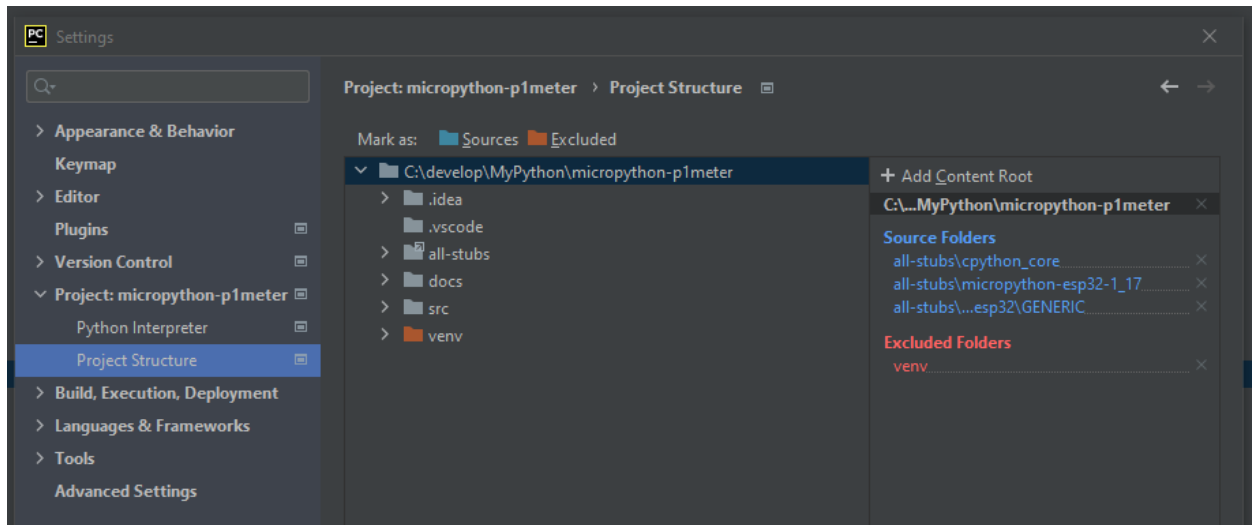 PC Settings
Project: micropython-p1meter › Project Structure
Appearance & Behavior
Keymap
Editor
Plugins
Version Control
Project: micropython-p1meter
Python Interpreter
Project Structure
Build, Execution, Deployment
Languages & Frameworks
Tools
Advanced Settings
Mark as: Sources Excluded
C:\develop\MyPython\micropython-p1meter
.idea
.vscode
all-stubs
docs
src
venv
+ Add Content Root
C:\...MyPython\micropython-p1meter
Source Folders
all-stubs\cpython_core
all-stubs\micropython-esp32-1_17
all-stubs\...esp32\GENERIC
Excluded Folders
venv